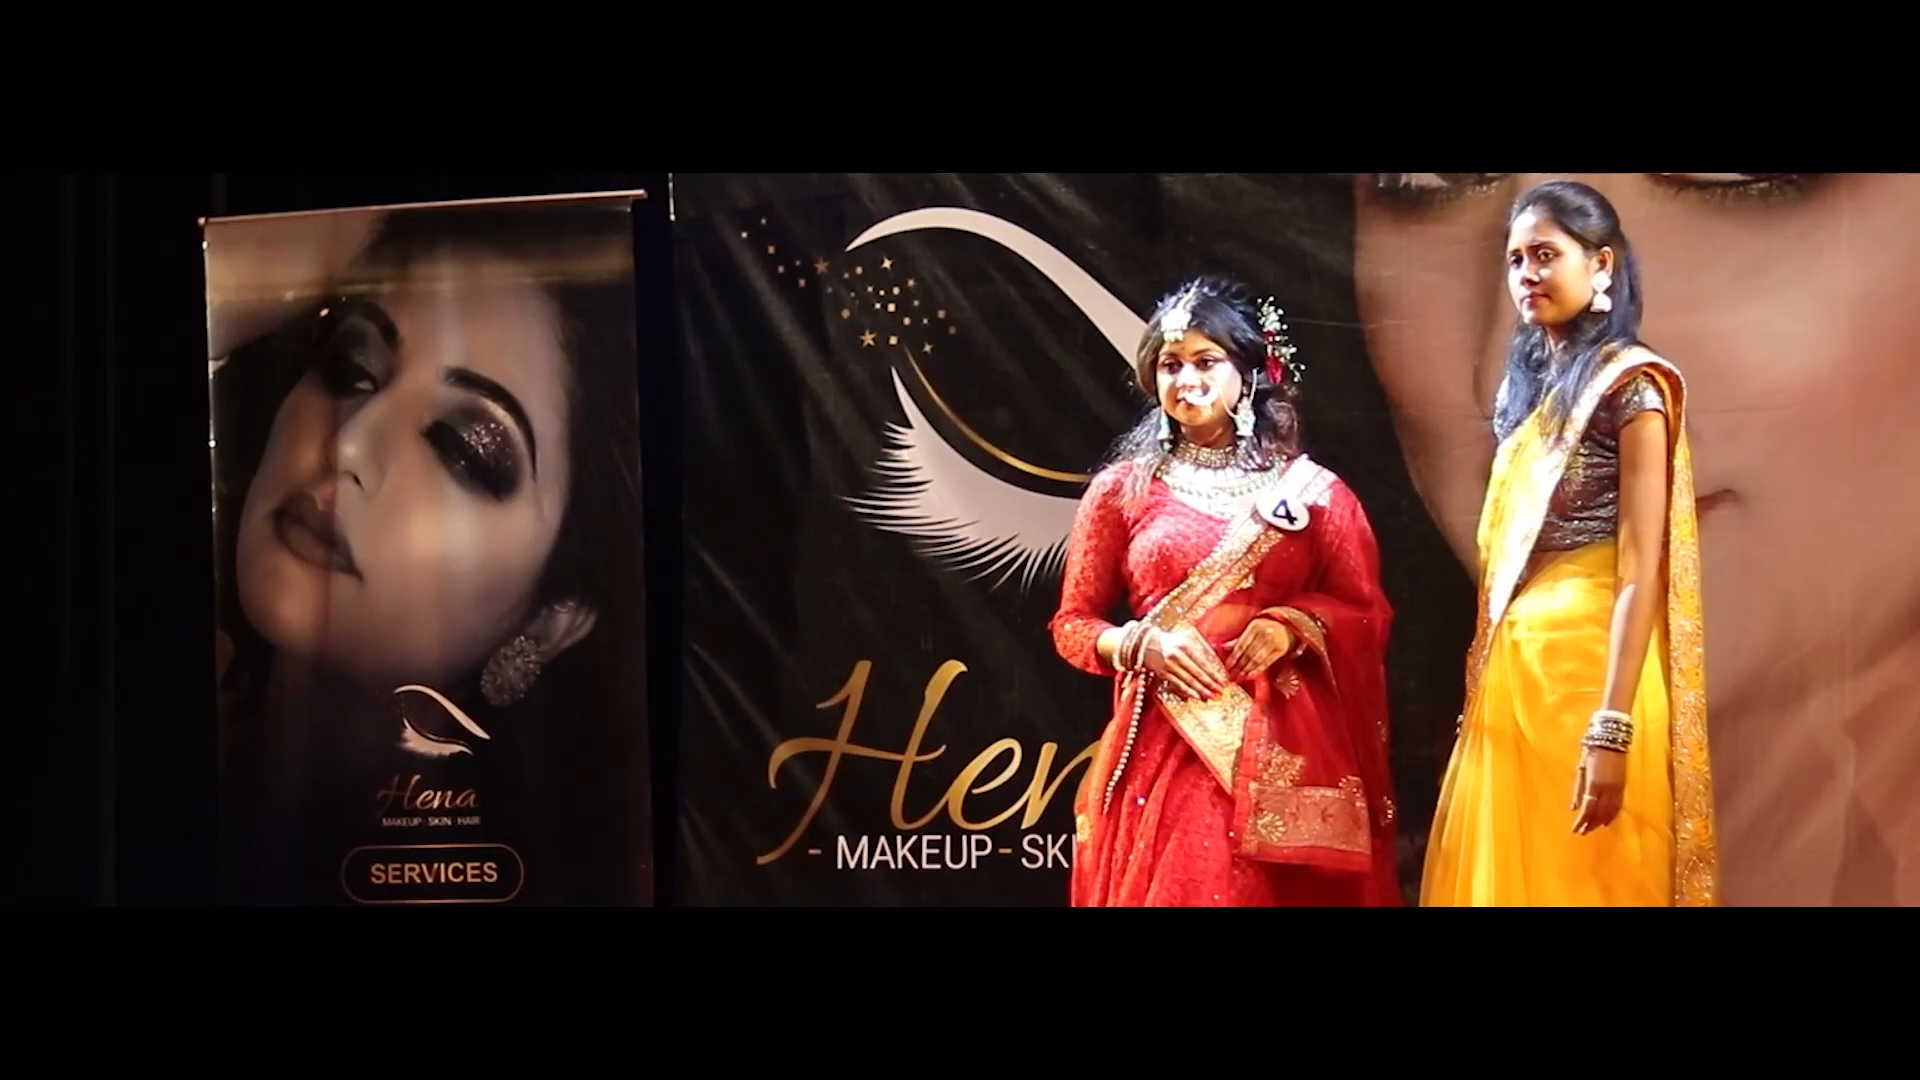 Hena
MAKEUP - SKIN - HAIR
SERVICES
Hen
- MAKEUP - SK
4